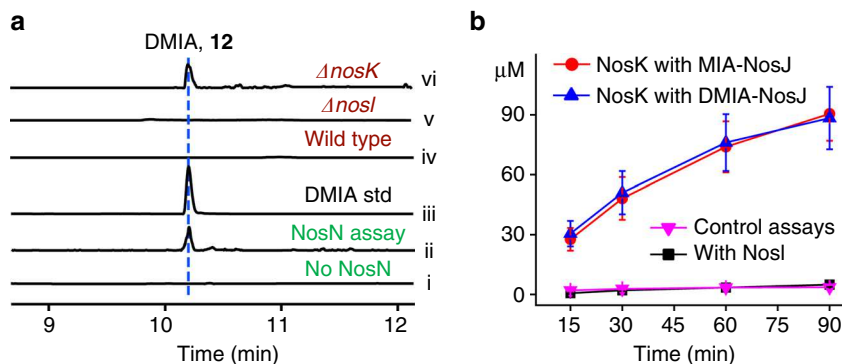 a
DMIA, 12
ΔnosK
vi
ΔnosI
v
Wild type
iv
DMIA std
iii
NosN assay
ii
No NosN
i
9
10
11
12
Time (min)
b
μM
NosK with MIA-NosJ
NosK with DMIA-NosJ
90
60
30
0
Control assays
With NosI
15
30
45
60
75
90
Time (min)